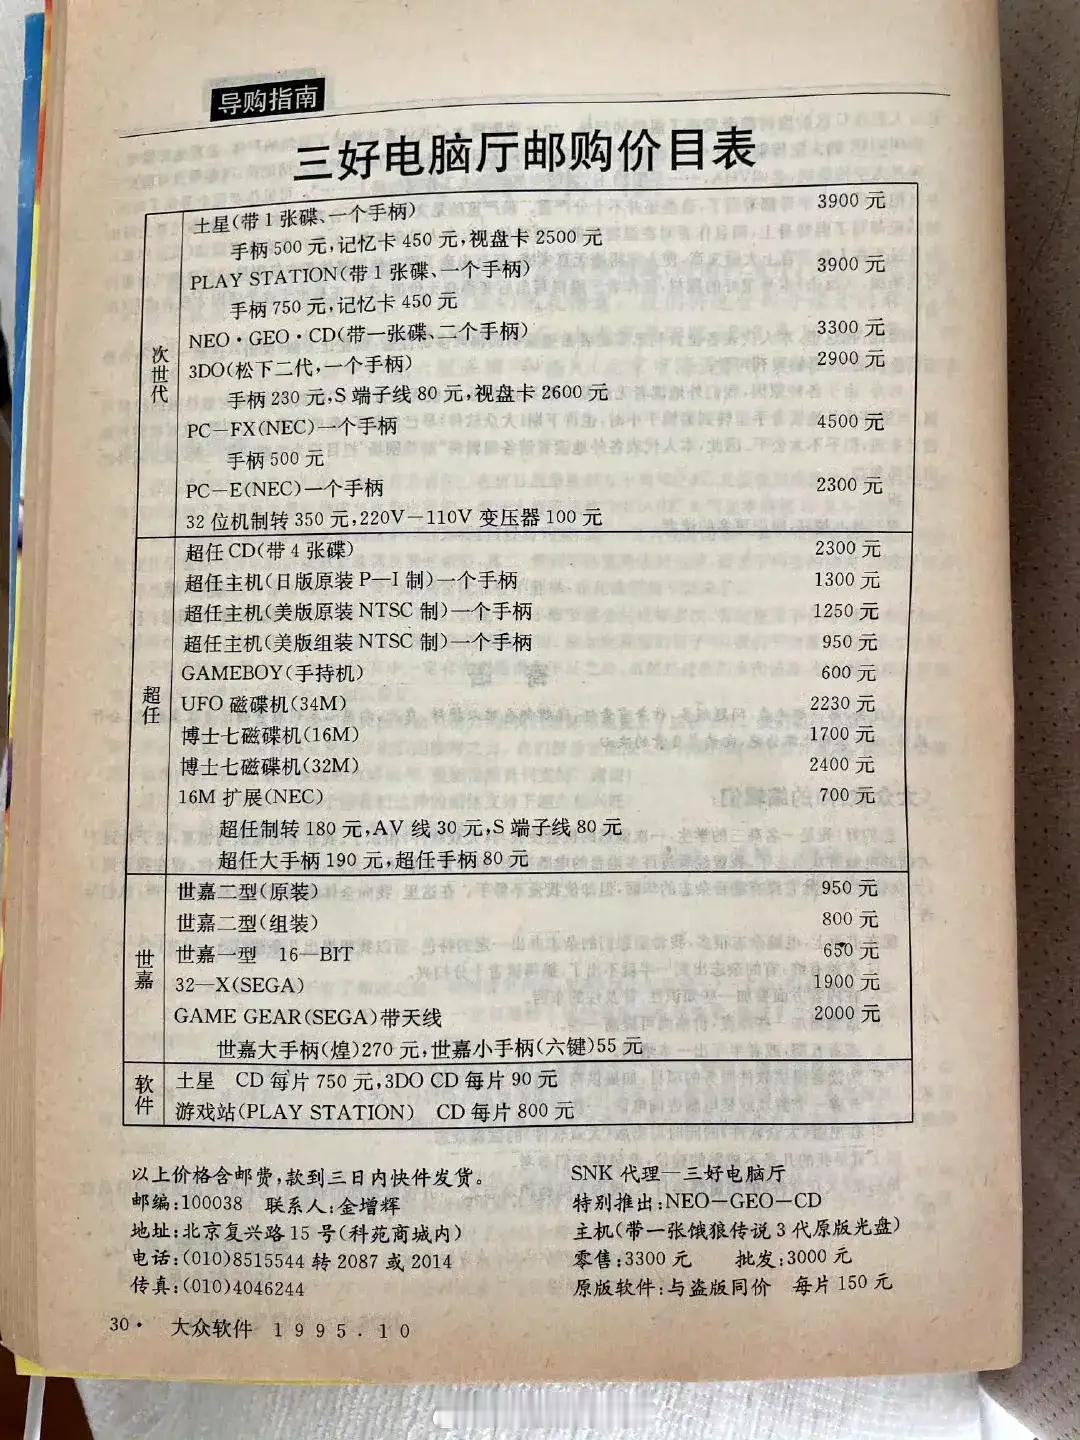 导购指南
三好电脑厅邮购价目表
次世代
土星(带1张碟、一个手柄) 3900元
手柄500元,记忆卡450元,视盘卡2500元
PLAY STATION(带1张碟、一个手柄) 3900元
手柄750元,记忆卡450元
NEO·GEO·CD(带一张碟、二个手柄) 3300元
3DO(松下二代,一个手柄) 2900元
手柄230元,S端子线80元,视盘卡2600元
PC—FX(NEC)一个手柄 4500元
手柄500元
PC—E(NEC)一个手柄 2300元
32位机制转350元,220V—110V变压器100元
超任
超任CD(带4张碟) 2300元
超任主机(日版原装P—I制)一个手柄 1300元
超任主机(美版原装NTSC制)一个手柄 1250元
超任主机(美版组装NTSC制)一个手柄 950元
GAMEBOY(手持机) 600元
UFO磁碟机(34M) 2230元
博士七磁碟机(16M) 1700元
博士七磁碟机(32M) 2400元
16M扩展(NEC) 700元
超任制转180元,AV线30元,S端子线80元
超任大手柄190元,超任手柄80元
世嘉
世嘉二型(原装) 950元
世嘉二型(组装) 800元
世嘉一型 16—BIT 650元
32—X(SEGA) 1900元
GAME GEAR(SEGA)带天线 2000元
世嘉大手柄(煌)270元,世嘉小手柄(六键)55元
软件
土星 CD每片750元,3DO CD每片90元
游戏站(PLAY STATION) CD每片800元
以上价格含邮费,款到三日内快件发货。
邮编:100038 联系人:金增辉
地址:北京复兴路15号(科苑商城内)
电话:(010)8515544转2087或2014
传真:(010)4046244
SNK代理—三好电脑厅
特别推出:NEO—GEO—CD
主机(带一张饿狼传说3代原版光盘)
零售:3300元 批发:3000元
原版软件:与盗版同价 每片150元
30· 大众软件 1995.10